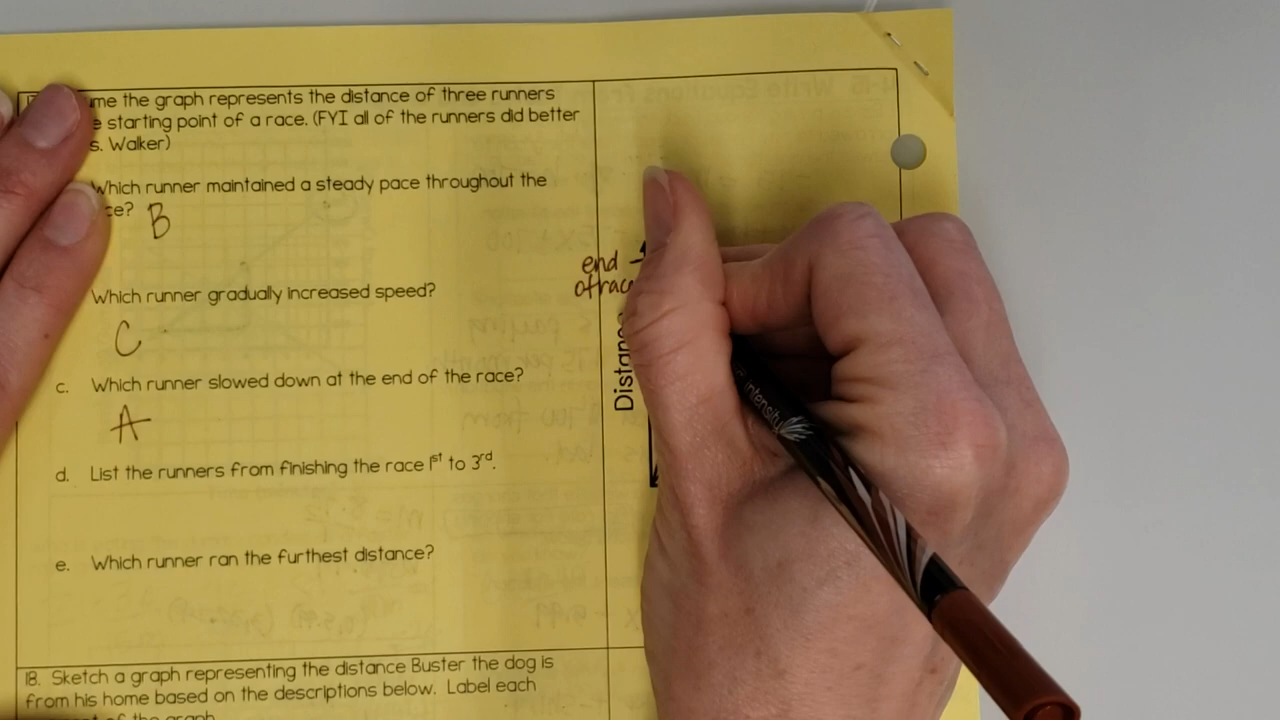 me the graph represents the distance of three runners
e starting point of a race. (FYI all of the runners did better
s. Walker)
Which runner maintained a steady pace throughout the
ce?
B
Which runner gradually increased speed?
C
c. Which runner slowed down at the end of the race?
A
d. List the runners from finishing the race 1st to 3rd.
e. Which runner ran the furthest distance?
18. Sketch a graph representing the distance Buster the dog is
from his home based on the descriptions below. Label each
of the graph
end
of race
Distance
intensity